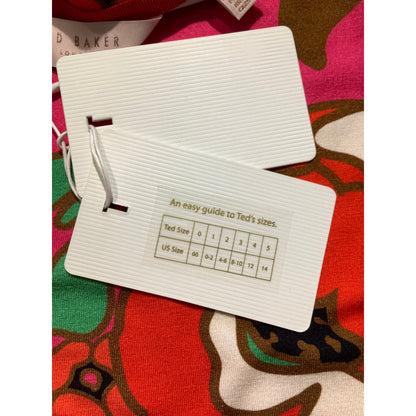 D BAKER
LON
An easy guide to Ted's sizes.
Ted Size 0 1 2 3 4 5
US Size 00 0-2 4-6 8-10 12 14